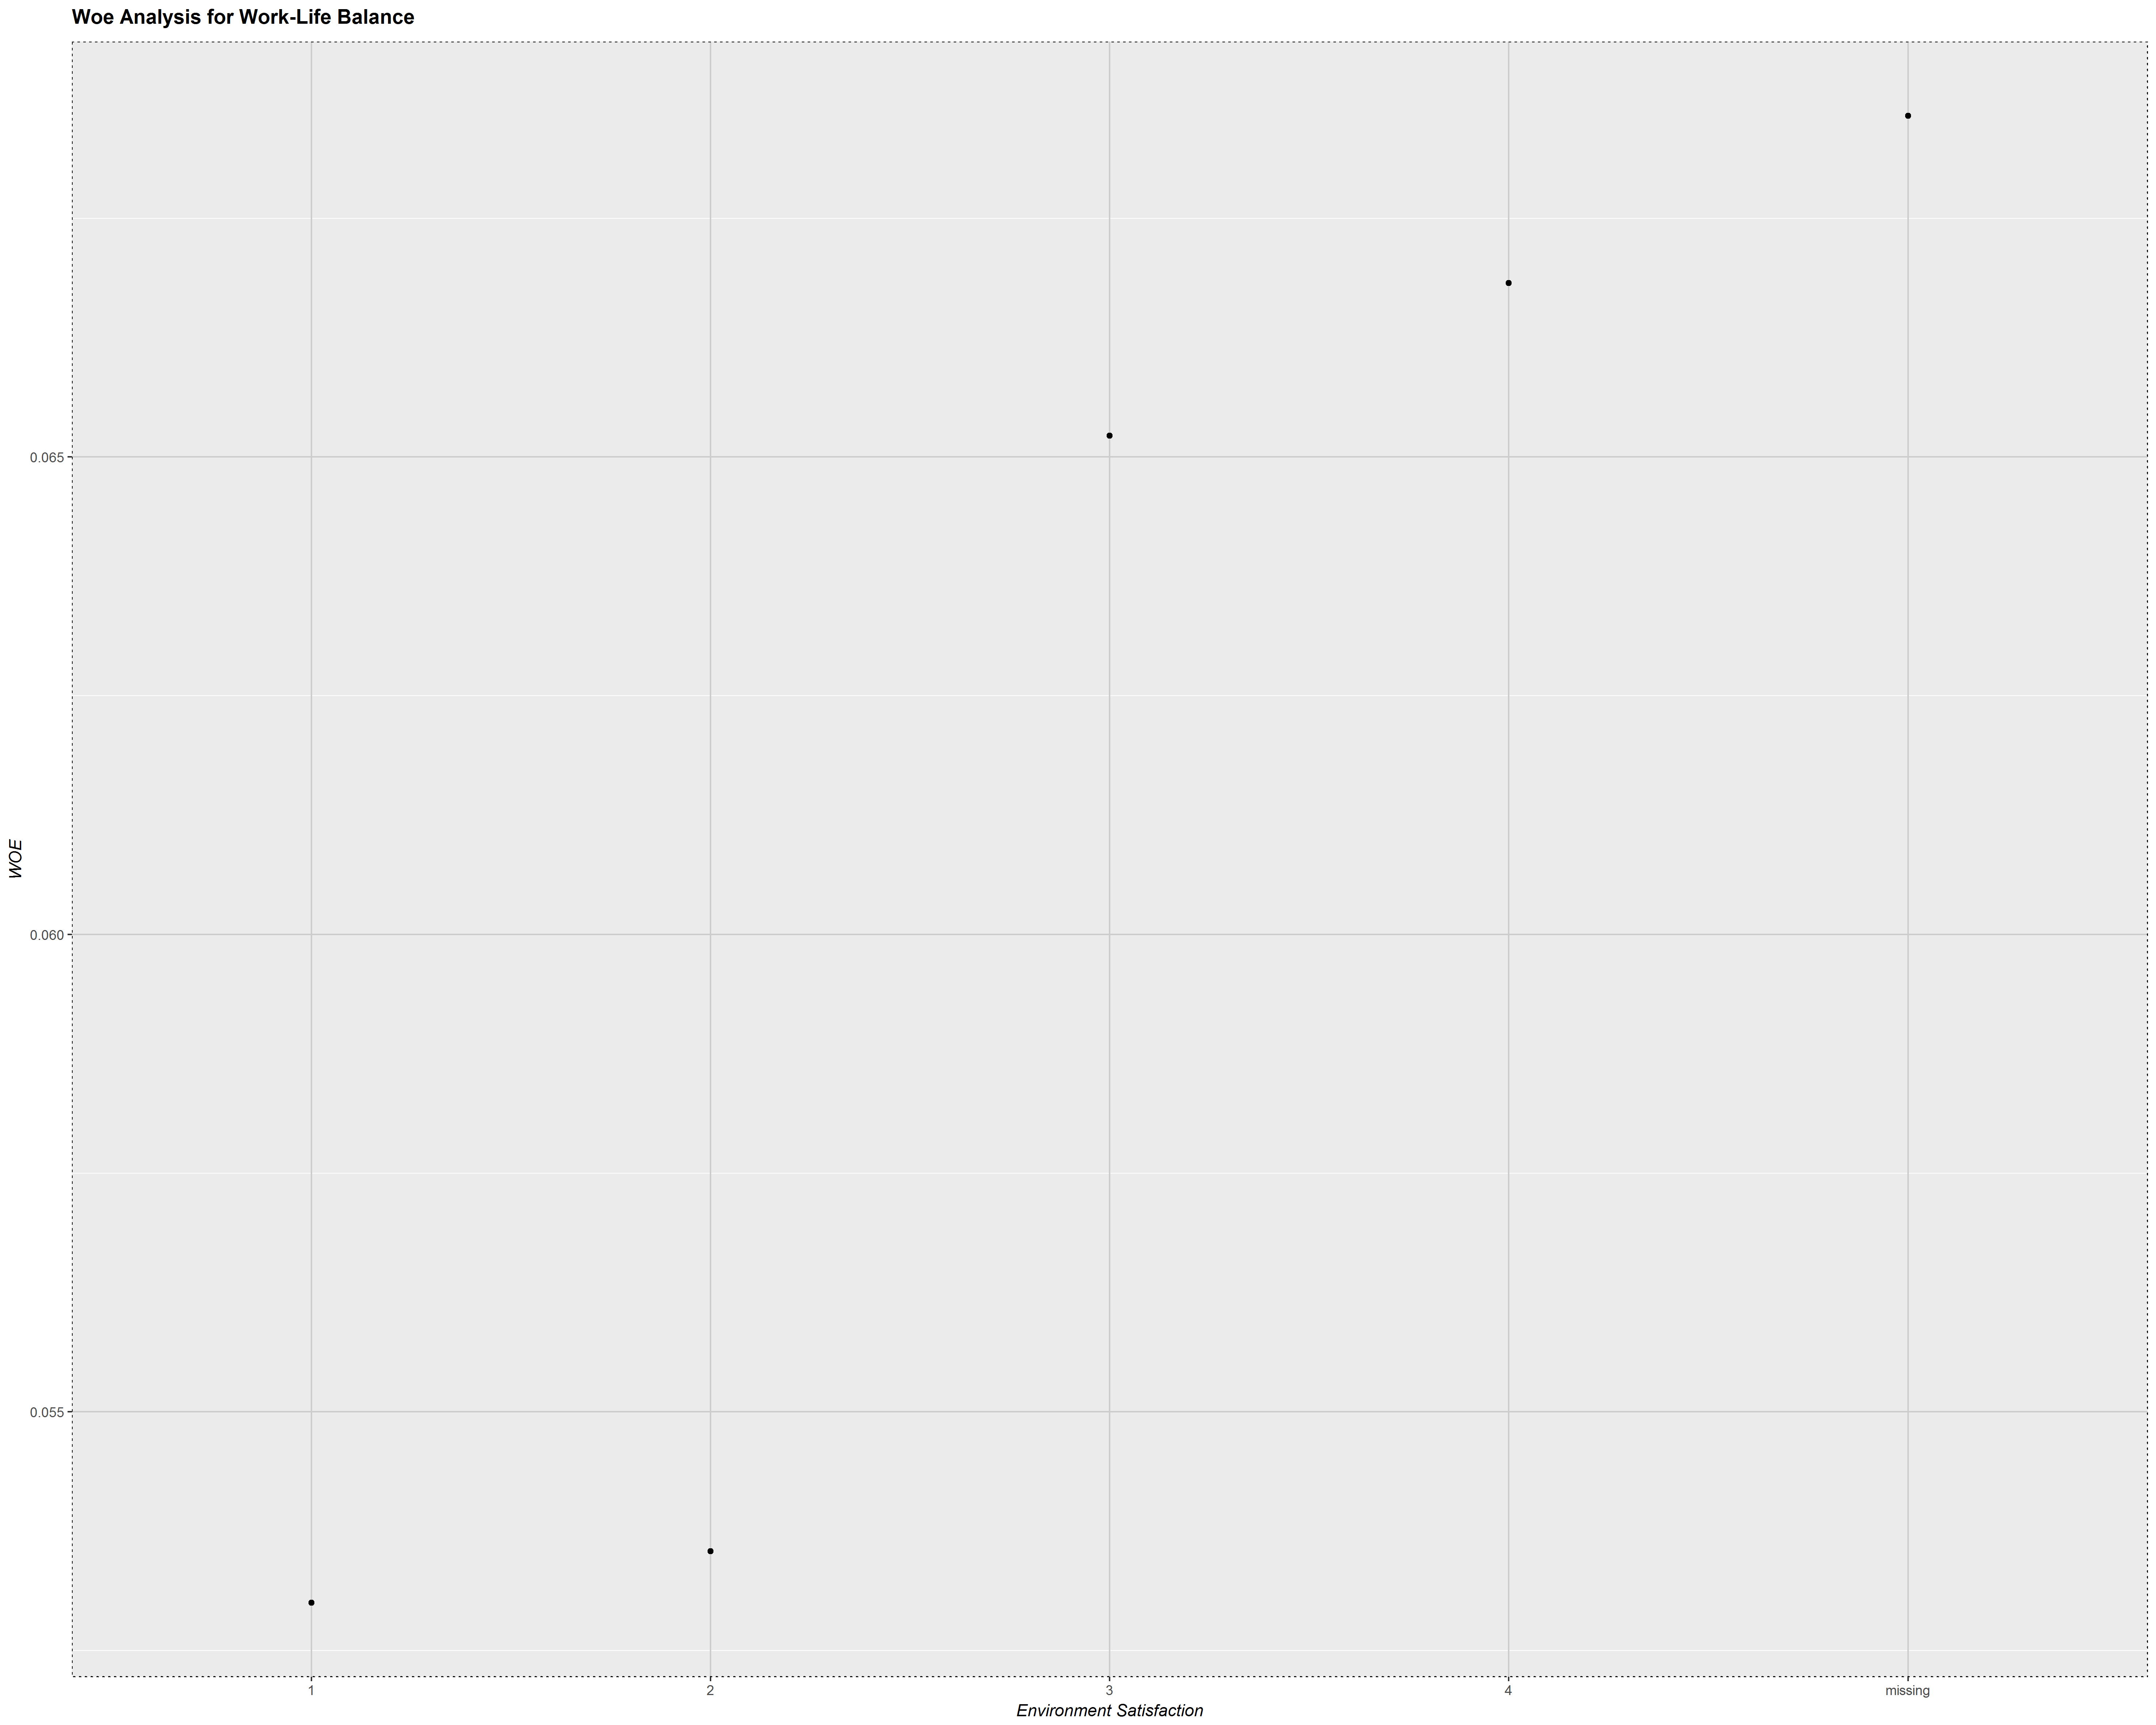 Woe Analysis for Work-Life Balance
0.065
0.060
0.055
WOE
1 2 3 4 missing
Environment Satisfaction